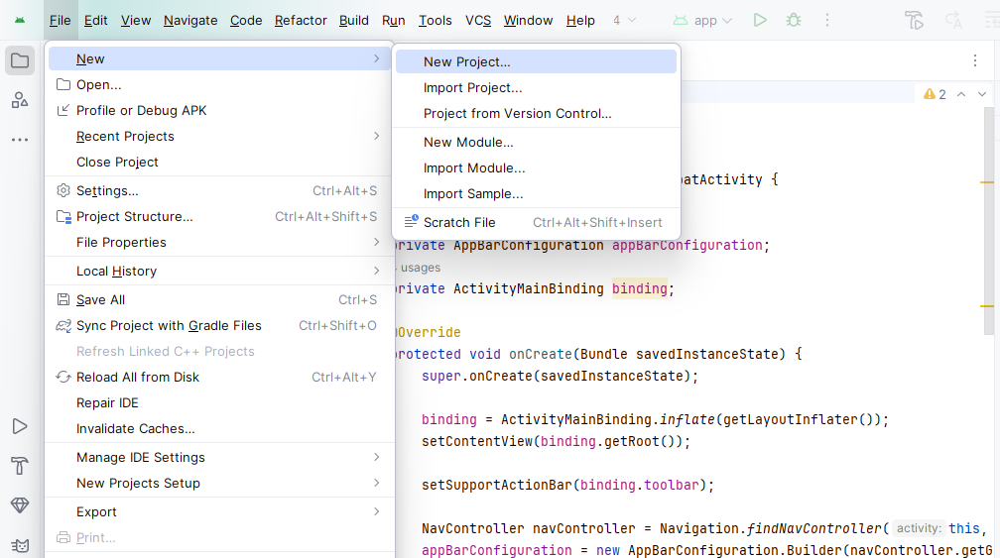 File Edit View Navigate Code Refactor Build Run Tools VCS Window Help 4 app
New
Open...
Profile or Debug APK
Recent Projects
Close Project
Settings... Ctrl+Alt+S
Project Structure... Ctrl+Alt+Shift+S
File Properties
Local History
Save All Ctrl+S
Sync Project with Gradle Files Ctrl+Shift+O
Refresh Linked C++ Projects
Reload All from Disk Ctrl+Alt+Y
Repair IDE
Invalidate Caches...
Manage IDE Settings
New Projects Setup
Export
Print...
New Project...
Import Project...
Project from Version Control...
New Module...
Import Module...
Import Sample...
Scratch File Ctrl+Alt+Shift+Insert
2
patActivity {
private AppBarConfiguration appBarConfiguration;
usages
private ActivityMainBinding binding;
@Override
protected void onCreate(Bundle savedInstanceState) {
super.onCreate(savedInstanceState);
binding = ActivityMainBinding.inflate(getLayoutInflater());
setContentView(binding.getRoot());
setSupportActionBar(binding.toolbar);
NavController navController = Navigation.findNavController( activity: this,
appBarConfiguration = new AppBarConfiguration.Builder(navController.getG